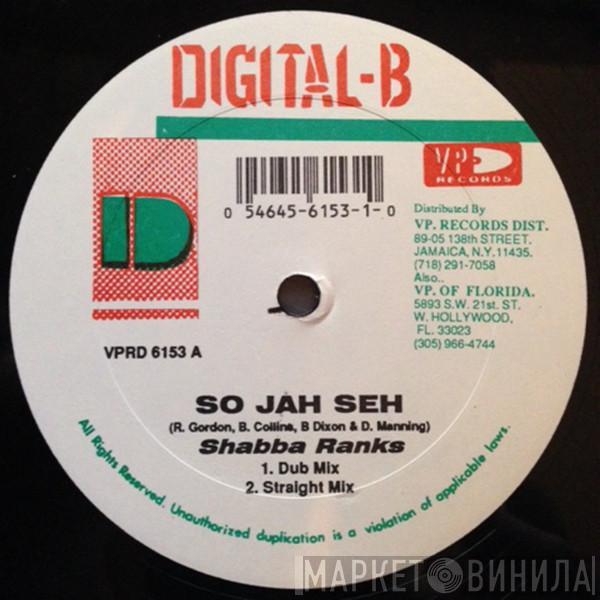 DIGITAL-B
VP
RECORDS
0 54645-6153-1-0
Distributed By
VP. RECORDS DIST.
89-05 138th STREET.
JAMAICA, N.Y.11435.
(718) 291-7058
Also..
VP. OF FLORIDA.
5893 S.W. 21st. ST.
W. HOLLYWOOD,
FL. 33023
(305) 966-4744
D
VPRD 6153 A
SO JAH SEH
(R. Gordon, B. Collins, B Dixon & D. Manning)
Shabba Ranks
1. Dub Mix
2. Straight Mix
All Rights Reserved. Unauthorized duplication is a violation of applicable laws.
МАРКЕТ ВИНИЛА